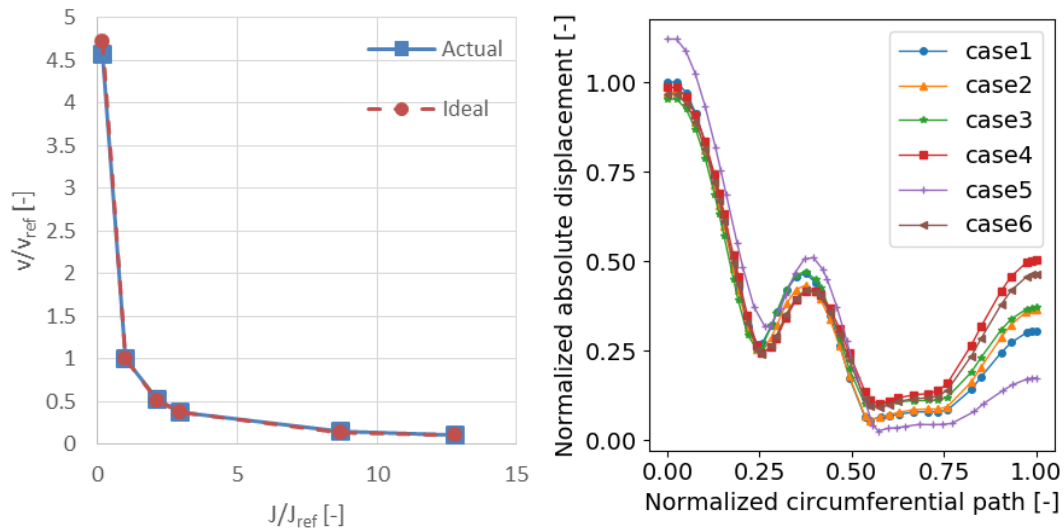 5
4.5
4
3.5
3
2.5
2
1.5
1
0.5
0
v/v_ref [-]
Actual
Ideal
0 5 10 15
J/J_ref [-]
Normalized absolute displacement [-]
1.00
0.75
0.50
0.25
0.00
case1
case2
case3
case4
case5
case6
0.00 0.25 0.50 0.75 1.00
Normalized circumferential path [-]